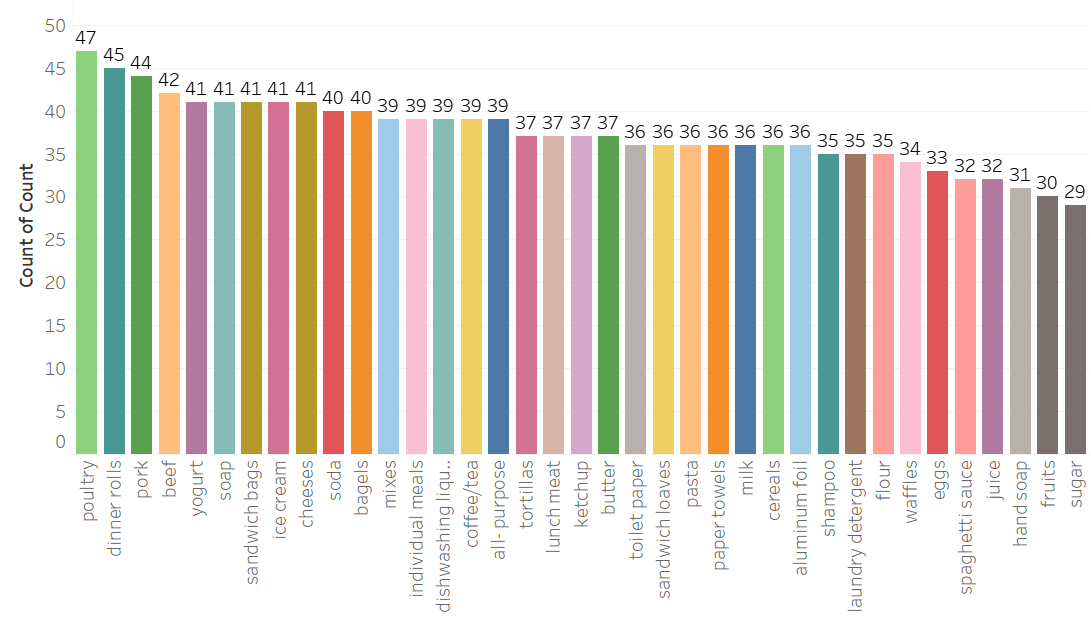 Count of Count
50
45
40
35
30
25
20
15
10
5
0
47 45 44 42 41 41 41 41 41 40 40 39 39 39 39 39 37 37 37 37 36 36 36 36 36 36 36 35 35 35 34 33 32 32 31 30 29
poultry
dinner rolls
pork
beef
yogurt
soap
sandwich bags
ice cream
cheeses
soda
bagels
mixes
individual meals
dishwashing liqu..
coffee/tea
all- purpose
tortillas
lunch meat
ketchup
butter
toilet paper
sandwich loaves
pasta
paper towels
milk
cereals
aluminum foil
shampoo
laundry detergent
flour
waffles
eggs
spaghetti sauce
juice
hand soap
fruits
sugar